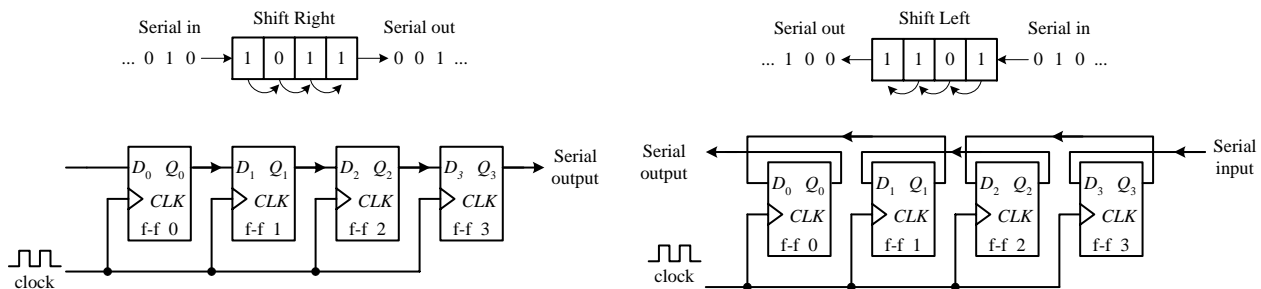 Shift Right
Serial in
Serial out
... 0 1 0
1 0 1 1
0 0 1 ...
D0 Q0
D1 Q1
D2 Q2
D3 Q3
Serial
output
CLK
CLK
CLK
CLK
f-f 0
f-f 1
f-f 2
f-f 3
clock
Shift Left
Serial out
Serial in
... 1 0 0
1 1 0 1
0 1 0 ...
Serial
output
Serial
input
D0 Q0
D1 Q1
D2 Q2
D3 Q3
CLK
CLK
CLK
CLK
f-f 0
f-f 1
f-f 2
f-f 3
clock